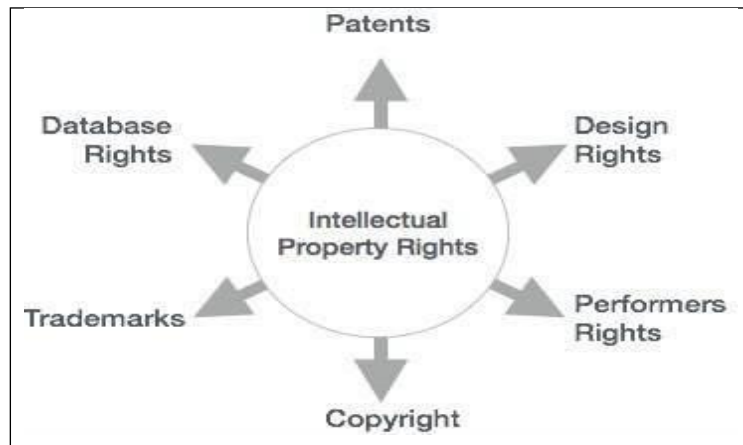 Patents
Database
Rights
Design
Rights
Intellectual
Property Rights
Trademarks
Performers
Rights
Copyright